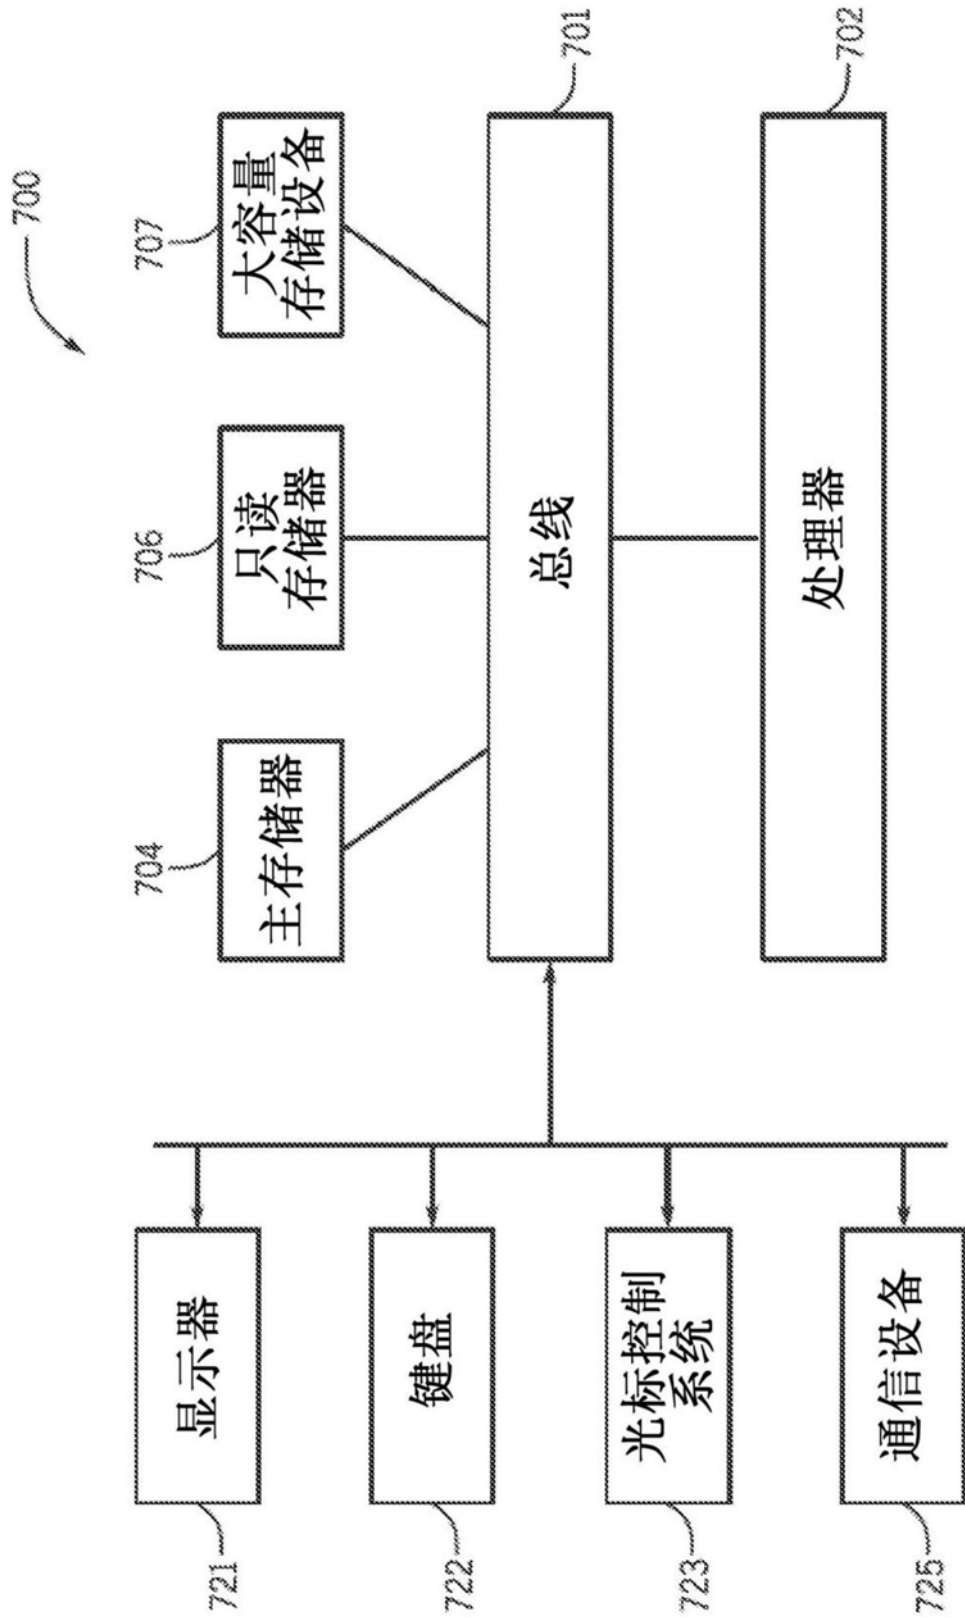 700
704
706
707
721
显示器
主存储器
只读
存储器
大容量
存储设备
722
键盘
总线
701
723
光标控制
系统
处理器
702
725
通信设备